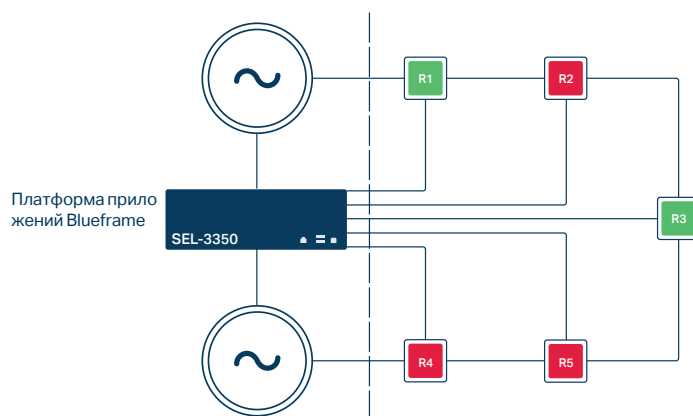 R1
R2
Платформа прило
жений Blueframe
SEL-3350
R3
R4
R5